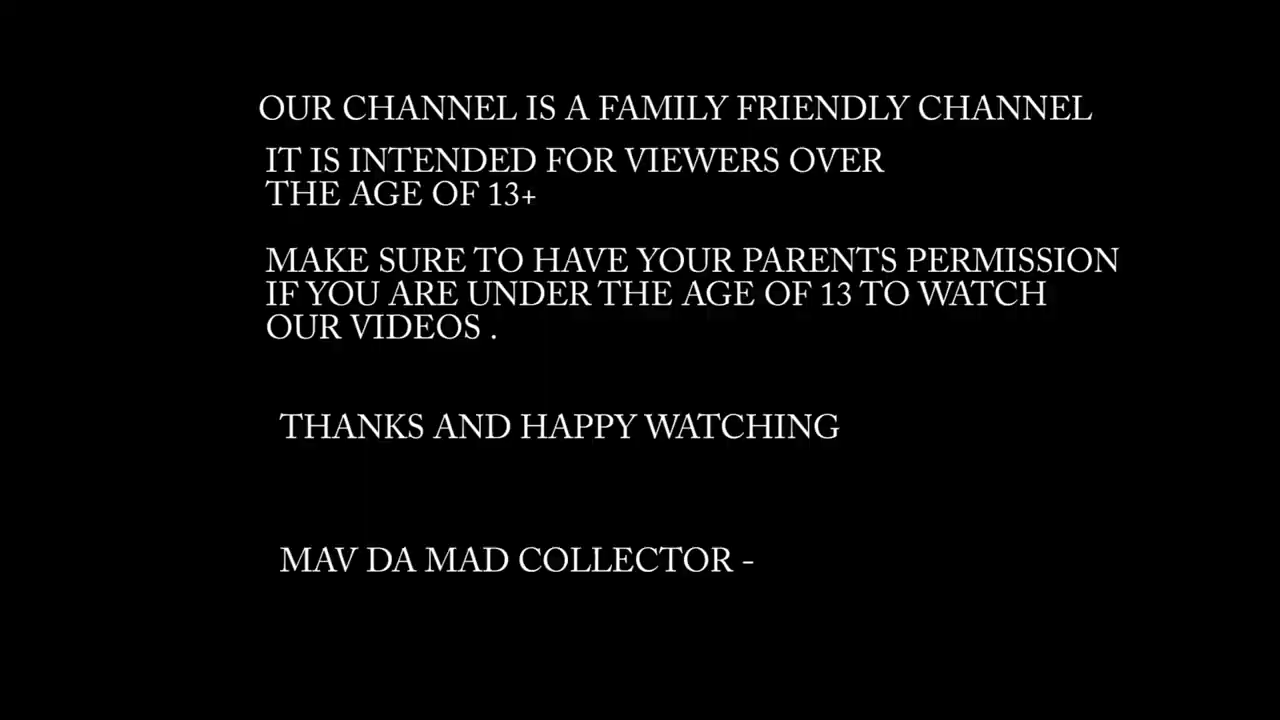 OUR CHANNEL IS A FAMILY FRIENDLY CHANNEL
IT IS INTENDED FOR VIEWERS OVER
THE AGE OF 13+
MAKE SURE TO HAVE YOUR PARENTS PERMISSION
IF YOU ARE UNDER THE AGE OF 13 TO WATCH
OUR VIDEOS .
THANKS AND HAPPY WATCHING
MAV DA MAD COLLECTOR -